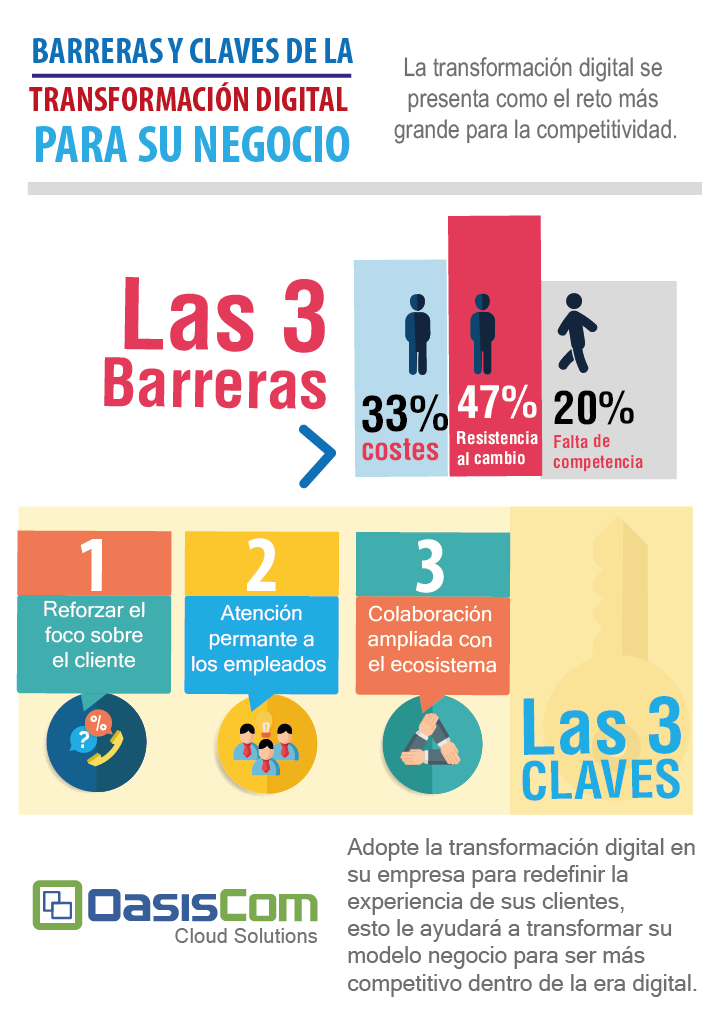 BARRERAS Y CLAVES DE LA
TRANSFORMACIÓN DIGITAL
PARA SU NEGOCIO
La transformación digital se
presenta como el reto más
grande para la competitividad.
Las 3
Barreras
33%
costes
47%
Resistencia
al cambio
20%
Falta de
competencia
1
Reforzar el
foco sobre
el cliente
2
Atención
permante a
los empleados
3
Colaboración
ampliada con
el ecosistema
?
%
Las 3
CLAVES
OasisCom
Cloud Solutions
Adopte la transformación digital en
su empresa para redefinir la
experiencia de sus clientes,
esto le ayudará a transformar su
modelo negocio para ser más
competitivo dentro de la era digital.